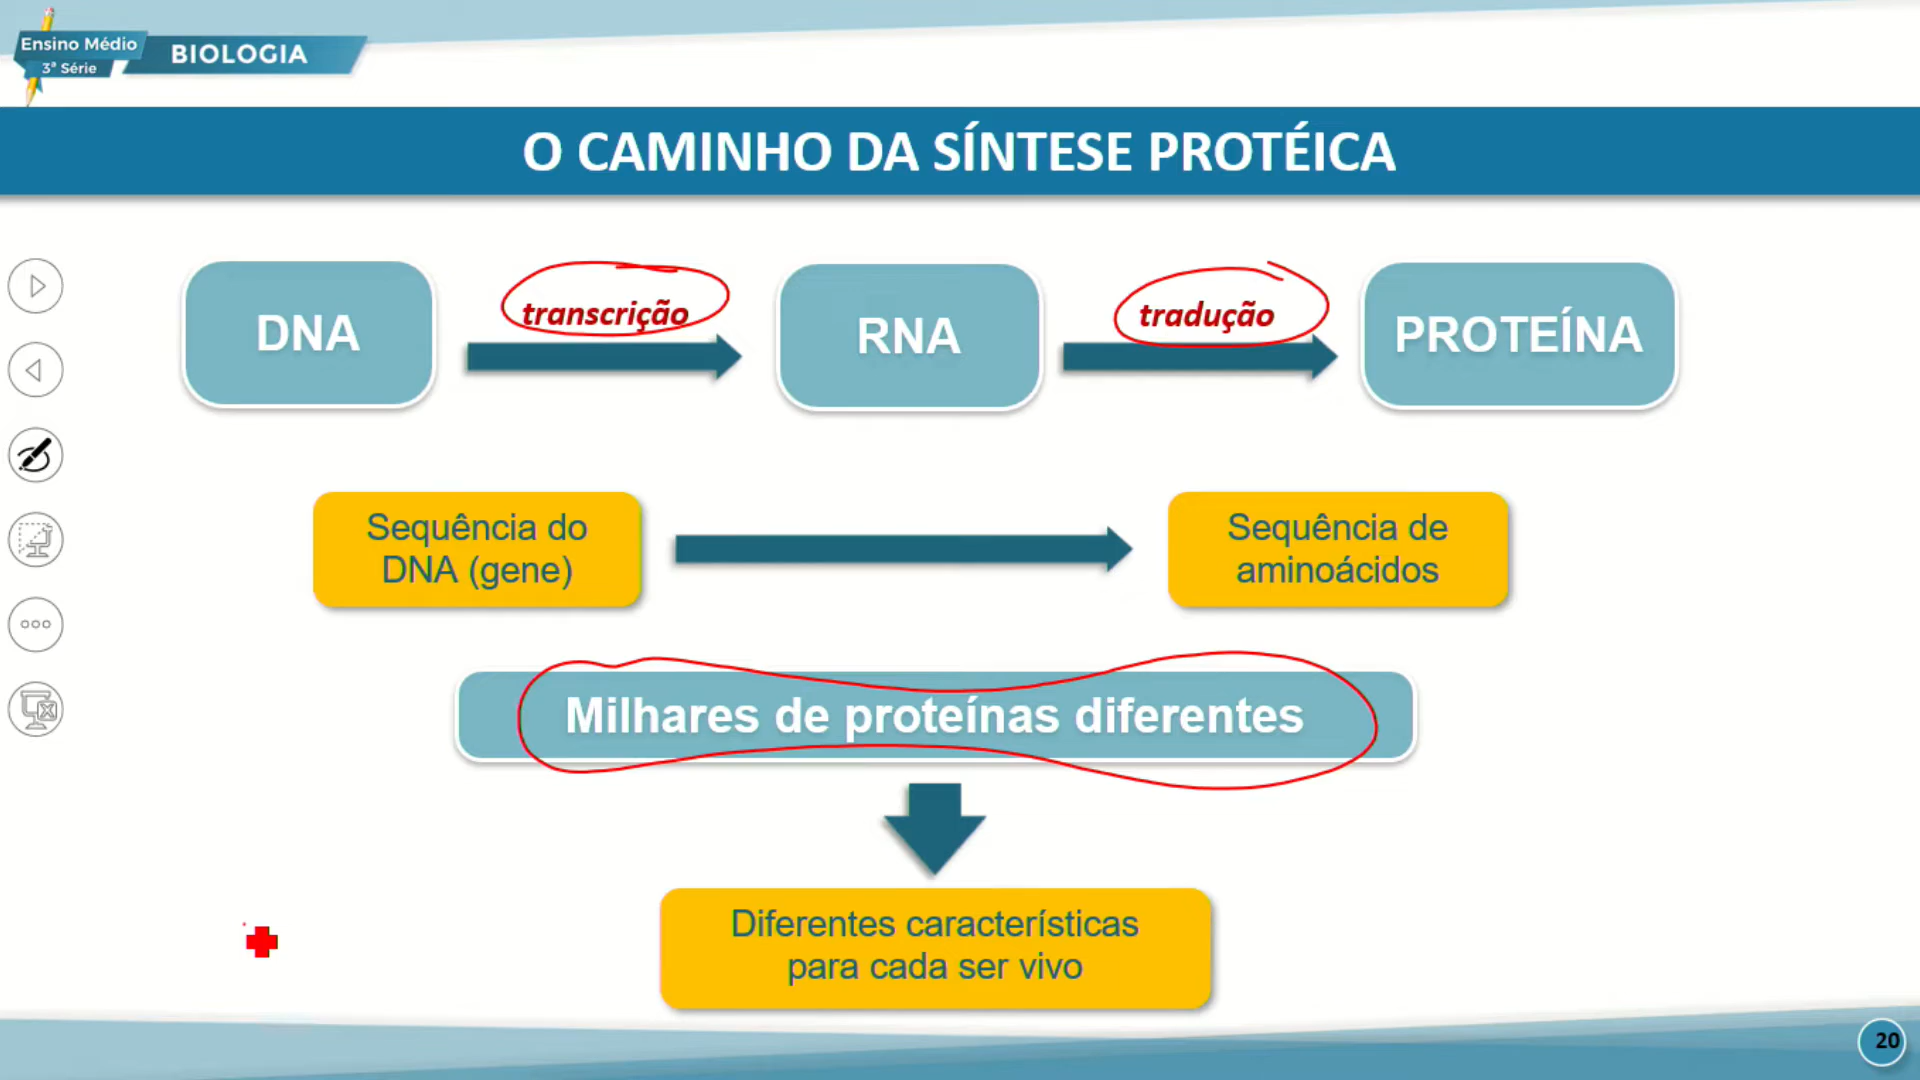 Ensino Médio
3ª Série
BIOLOGIA
O CAMINHO DA SÍNTESE PROTÉICA
DNA
transcrição
RNA
tradução
PROTEÍNA
Sequência do
DNA (gene)
Sequência de
aminoácidos
Milhares de proteínas diferentes
Diferentes características
para cada ser vivo
20